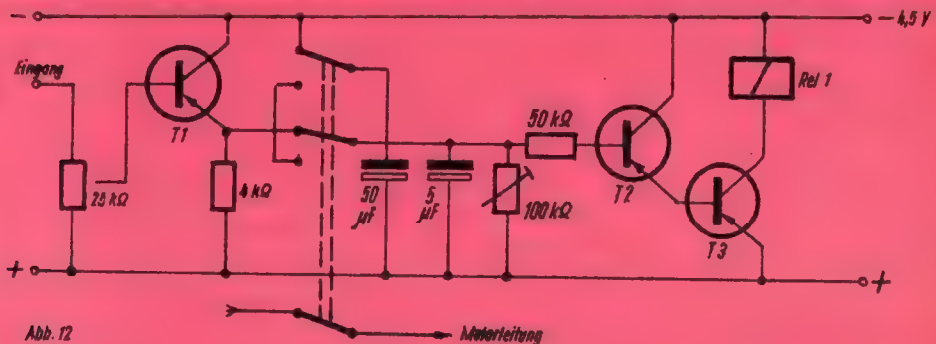 − 
− 4,5 V
Eingang
T1
Rel 1
50 kΩ
T2
25 kΩ
4 kΩ
50 µF
5 µF
100 kΩ
T3
+
+
Abb. 12
Motorleitung